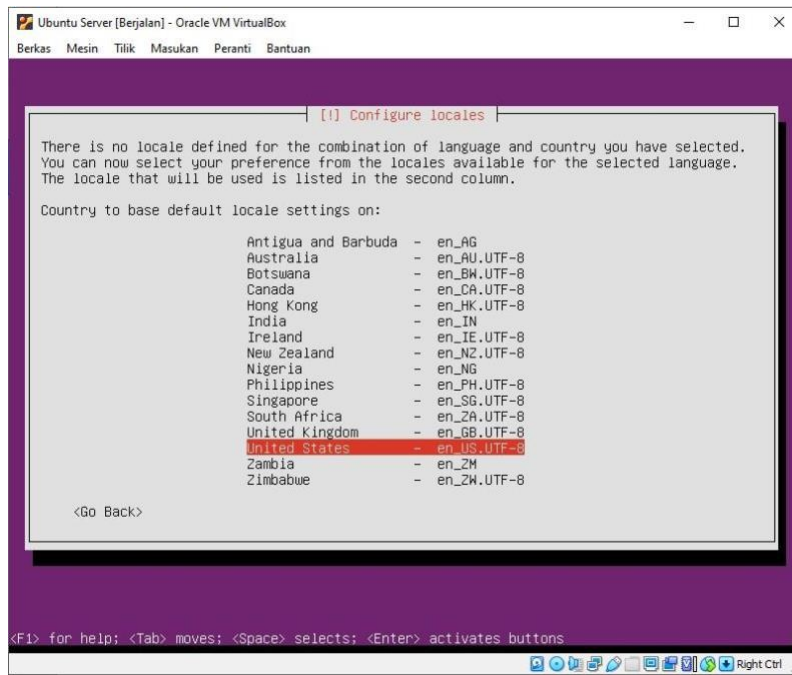 Ubuntu Server [Berjalan] - Oracle VM VirtualBox
Berkas Mesin Tilik Masukan Peranti Bantuan
[!] Configure locales
There is no locale defined for the combination of language and country you have selected.
You can now select your preference from the locales available for the selected language.
The locale that will be used is listed in the second column.
Country to base default locale settings on:
Antigua and Barbuda - en_AG
Australia - en_AU.UTF-8
Botswana - en_BW.UTF-8
Canada - en_CA.UTF-8
Hong Kong - en_HK.UTF-8
India - en_IN
Ireland - en_IE.UTF-8
New Zealand - en_NZ.UTF-8
Nigeria - en_NG
Philippines - en_PH.UTF-8
Singapore - en_SG.UTF-8
South Africa - en_ZA.UTF-8
United Kingdom - en_GB.UTF-8
United States - en_US.UTF-8
Zambia - en_ZM
Zimbabwe - en_ZW.UTF-8
<Go Back>
<F1> for help; <Tab> moves; <Space> selects; <Enter> activates buttons
Right Ctrl